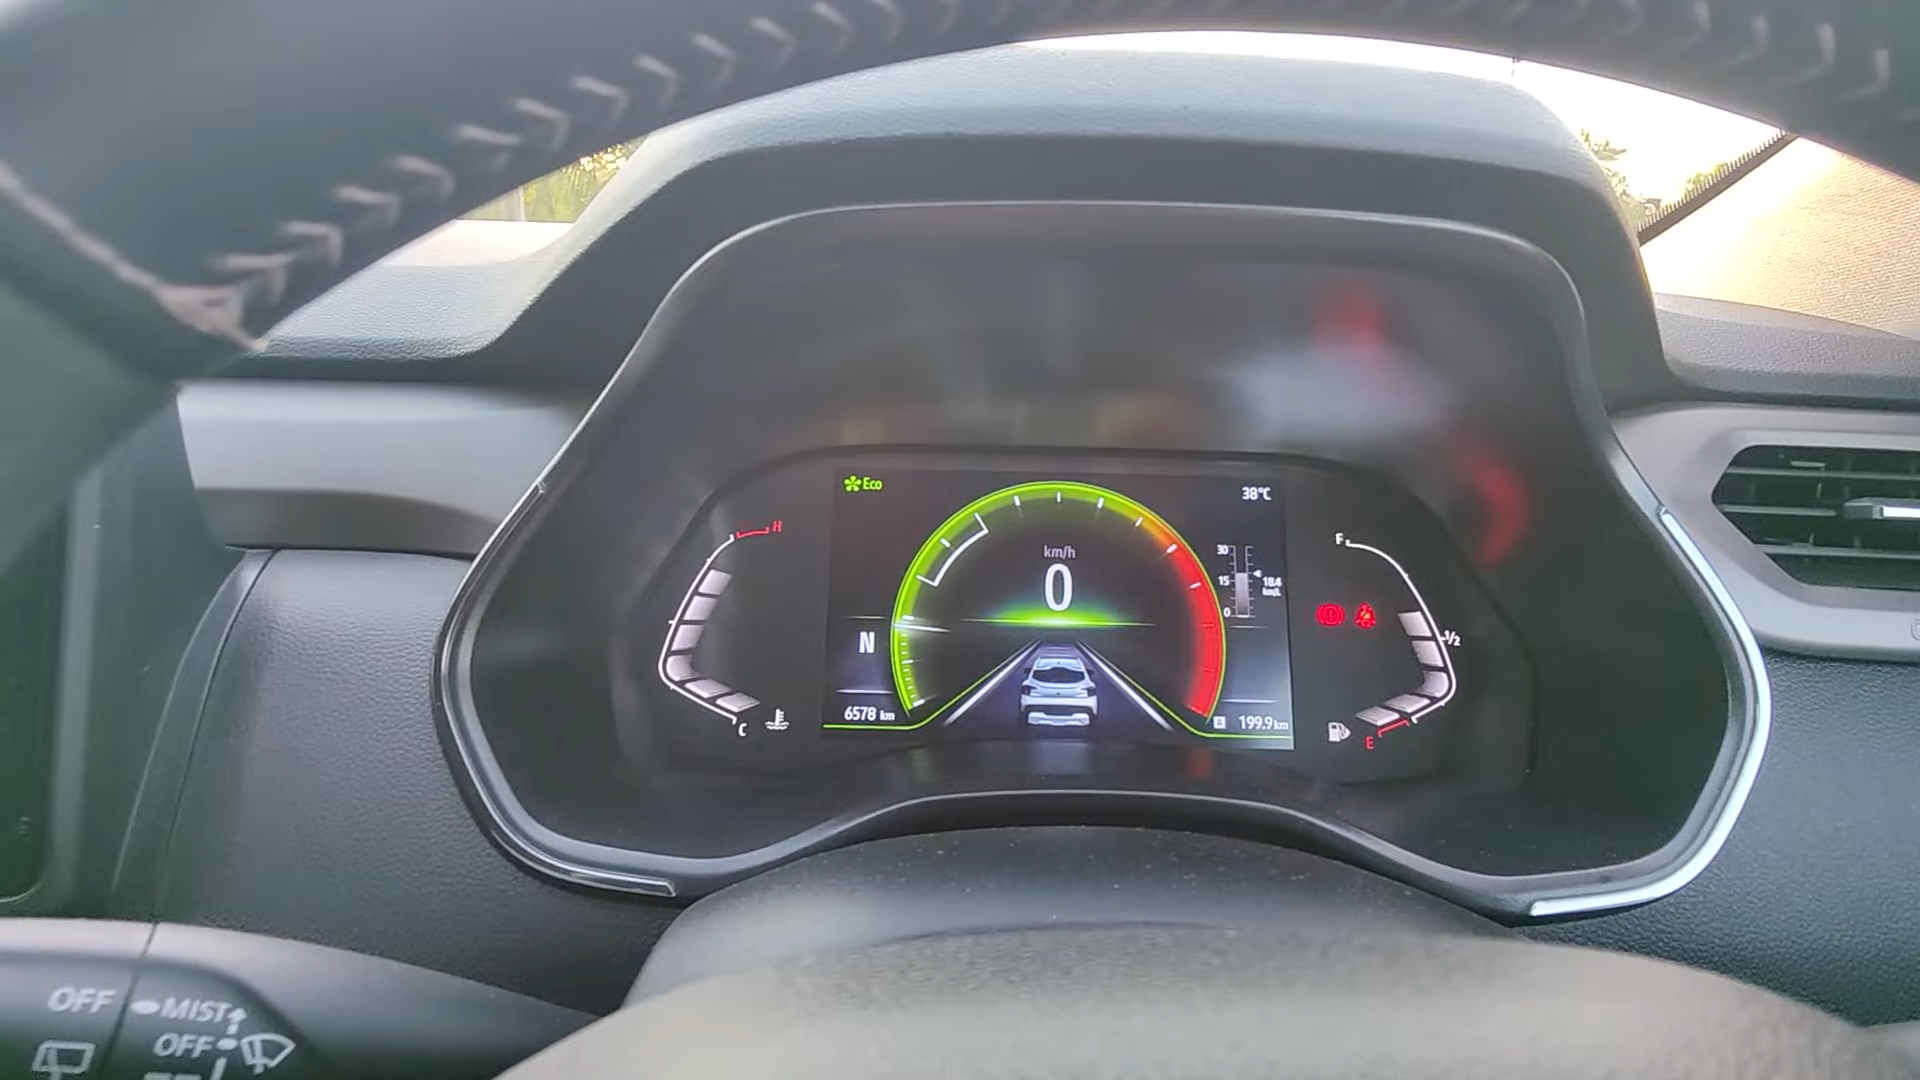 Eco
38°C
H
F
km/h
30
0
15
18.4
km/L
0
1/2
N
6578 km
A 199.9 km
C
E
OFF
MIST
OFF